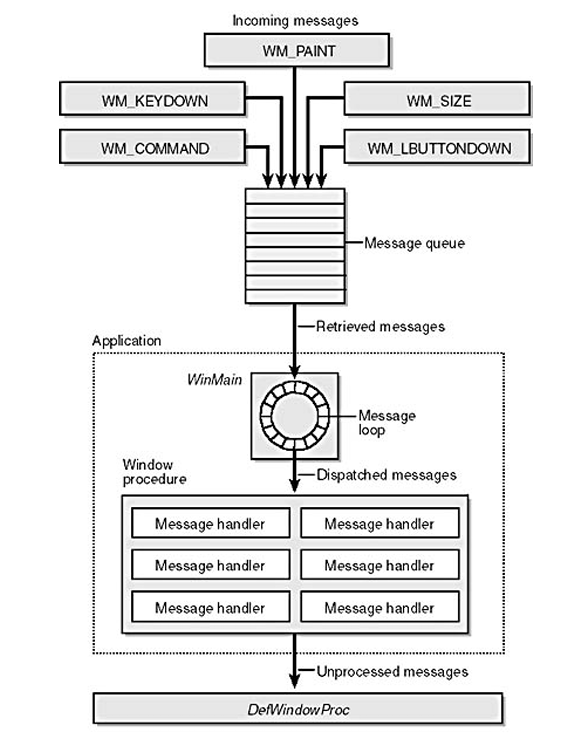 Incoming messages
WM_PAINT
WM_KEYDOWN
WM_SIZE
WM_COMMAND
WM_LBUTTONDOWN
Message queue
Retrieved messages
Application
WinMain
Message
loop
Dispatched messages
Window
procedure
Message handler
Message handler
Message handler
Message handler
Message handler
Message handler
Unprocessed messages
DefWindowProc